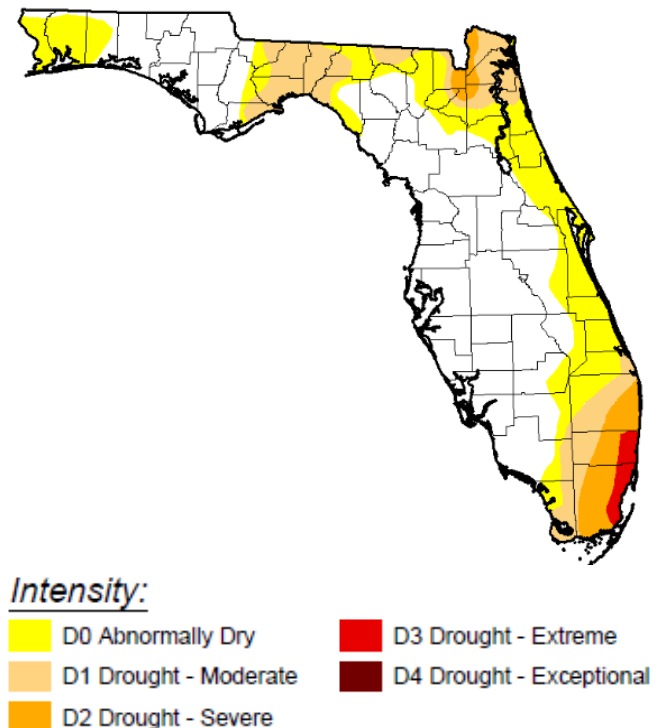 Intensity:
D0 Abnormally Dry
D1 Drought - Moderate
D2 Drought - Severe
D3 Drought - Extreme
D4 Drought - Exceptional